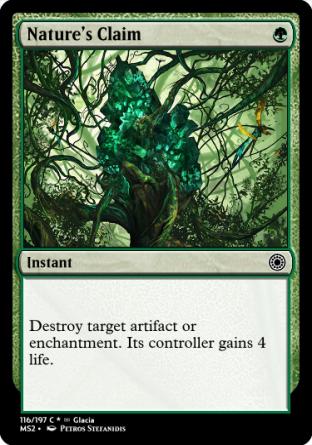 Nature's Claim
Instant
Destroy target artifact or
enchantment. Its controller gains 4
life.
116/197 C * ∞ Glacia
MS2 • Petros Stefanidis